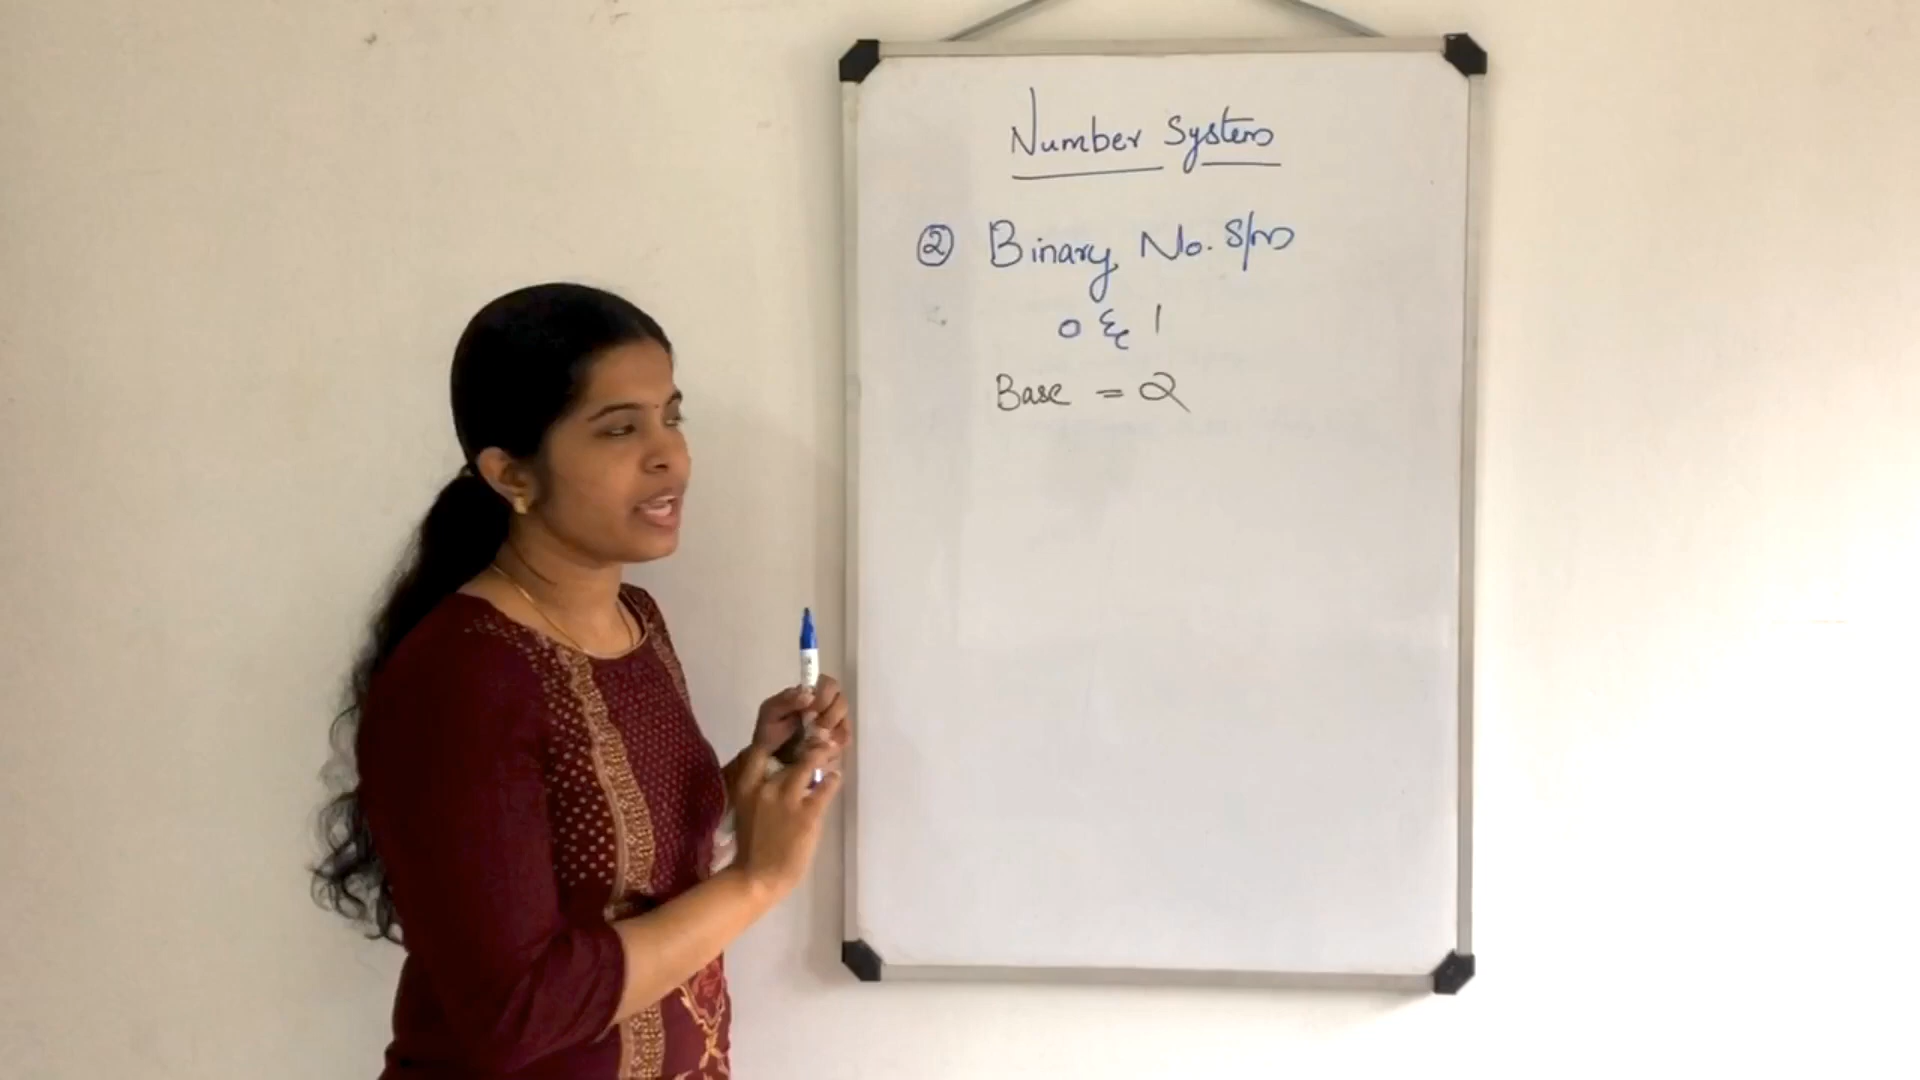 Number System
② Binary No. S/m
0 & 1
Base = 2